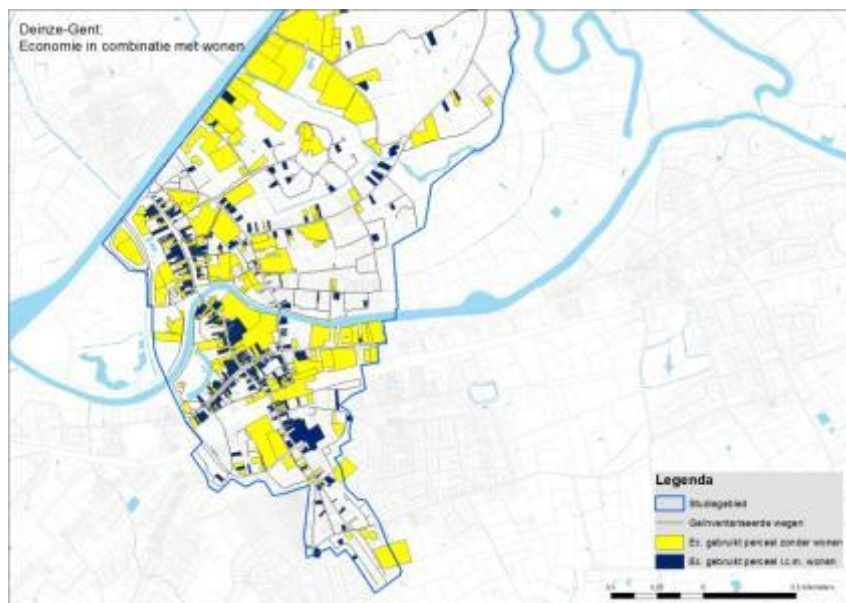 Deinze-Gent:
Economie in combinatie met wonen
Legenda
Studiegebied
Geïnventariseerde wegen
Ec. gebruikt perceel zonder wonen
Ec. gebruikt perceel i.c.m. wonen
0